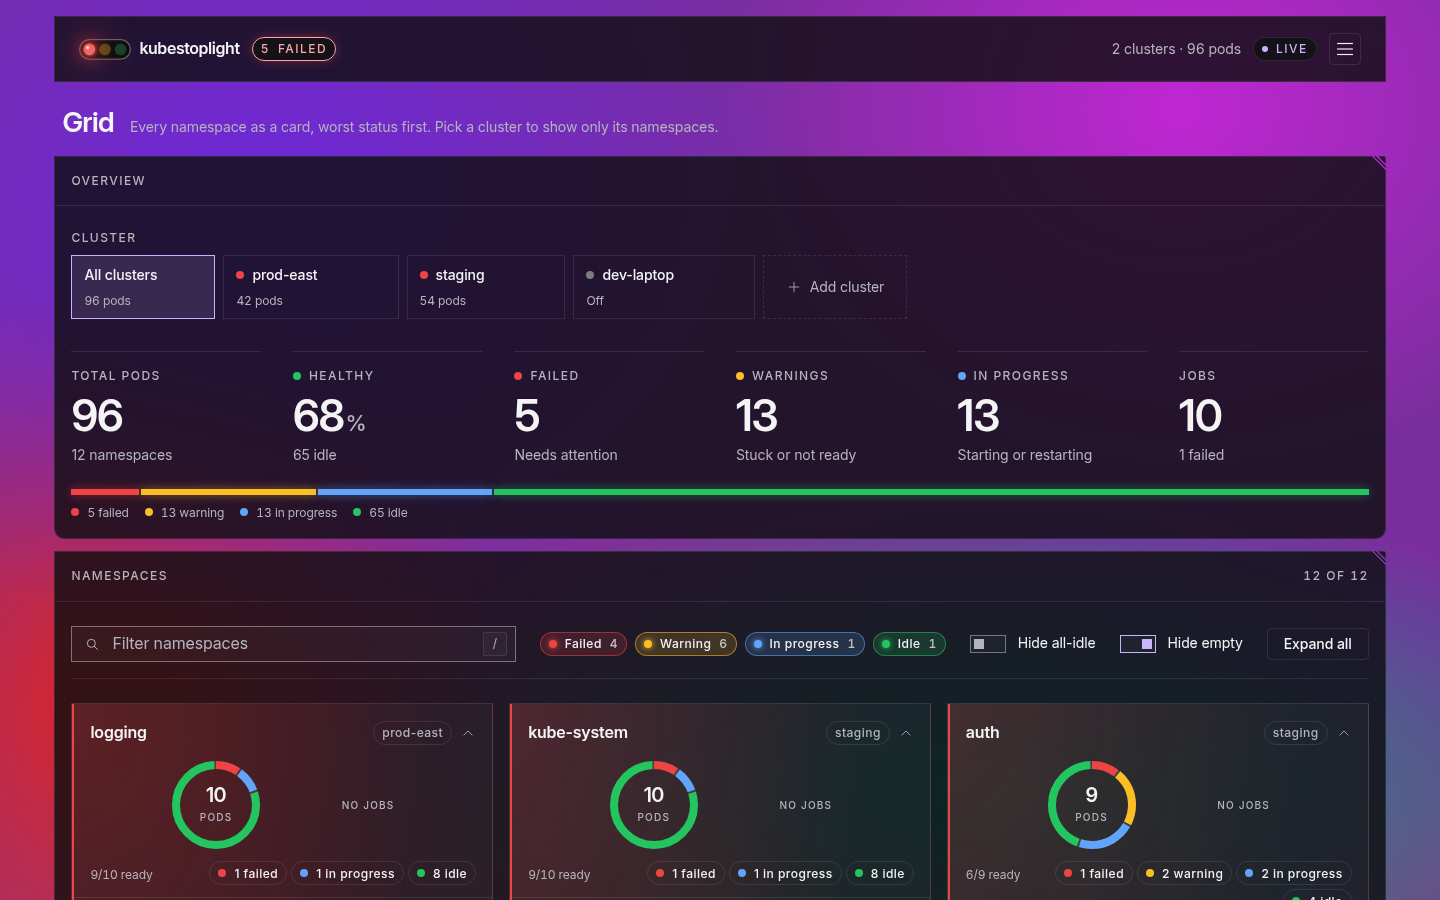 kubestoplight
5 FAILED
2 clusters · 96 pods
LIVE
Grid
Every namespace as a card, worst status first. Pick a cluster to show only its namespaces.
OVERVIEW
CLUSTER
All clusters
96 pods
prod-east
42 pods
staging
54 pods
dev-laptop
Off
Add cluster
TOTAL PODS
96
12 namespaces
HEALTHY
68%
65 idle
FAILED
5
Needs attention
WARNINGS
13
Stuck or not ready
IN PROGRESS
13
Starting or restarting
JOBS
10
1 failed
5 failed
13 warning
13 in progress
65 idle
NAMESPACES
12 OF 12
Filter namespaces
/
Failed 4
Warning 6
In progress 1
Idle 1
Hide all-idle
Hide empty
Expand all
logging
prod-east
10
PODS
NO JOBS
9/10 ready
1 failed
1 in progress
8 idle
kube-system
staging
10
PODS
NO JOBS
9/10 ready
1 failed
1 in progress
8 idle
auth
staging
9
PODS
NO JOBS
6/9 ready
1 failed
2 warning
2 in progress
4 idle